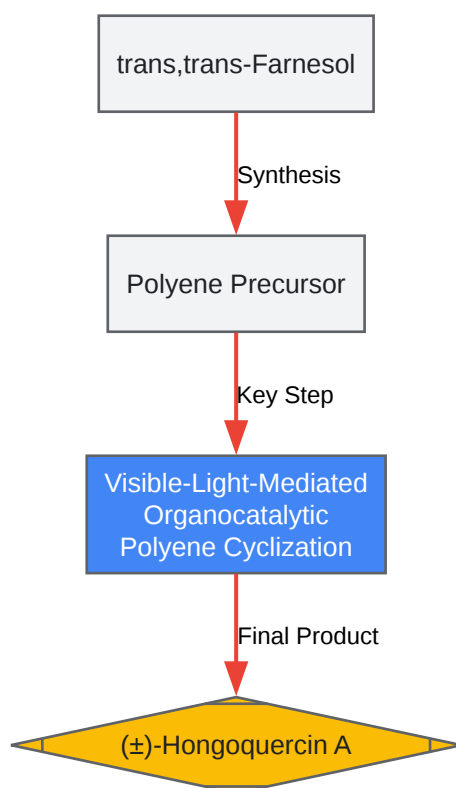 trans,trans-Farnesol
Synthesis
Polyene Precursor
Key Step
Visible-Light-Mediated
Organocatalytic
Polyene Cyclization
Final Product
(±)-Hongoquercin A